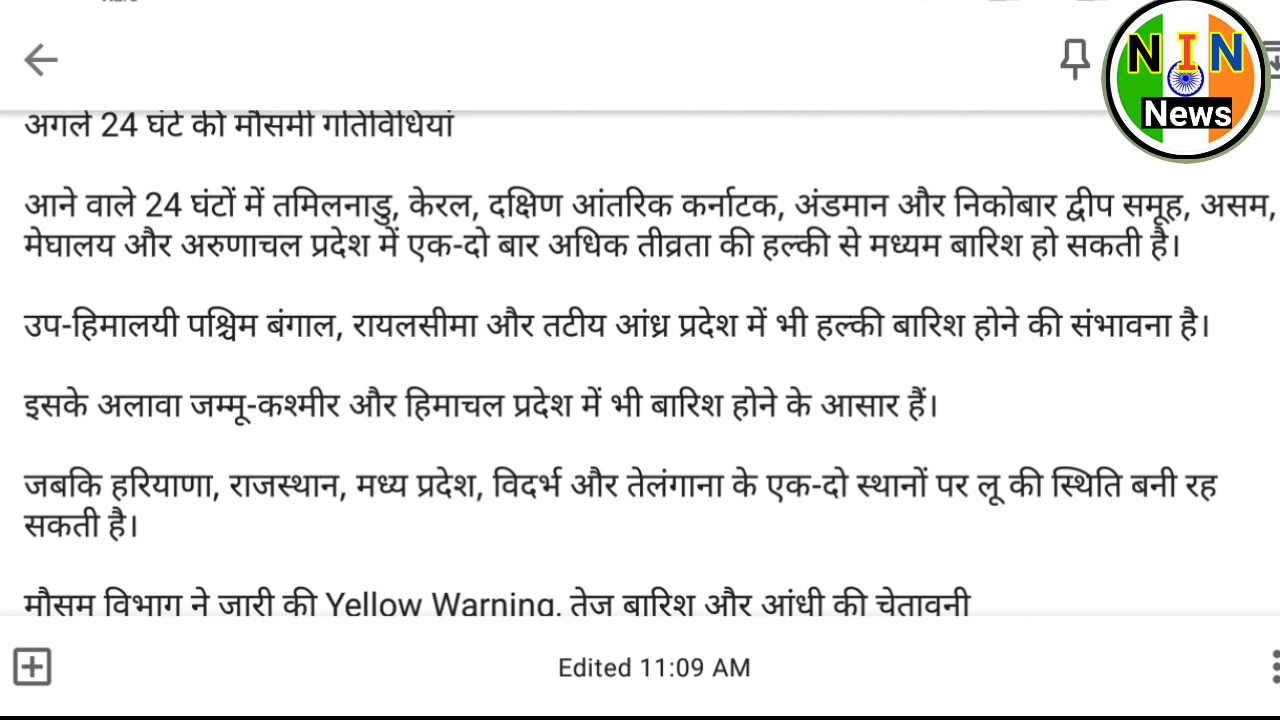 NIN
News
अगले 24 घंटे की मौसमी गतिविधियां
आने वाले 24 घंटों में तमिलनाडु, केरल, दक्षिण आंतरिक कर्नाटक, अंडमान और निकोबार द्वीप समूह, असम,
मेघालय और अरुणाचल प्रदेश में एक-दो बार अधिक तीव्रता की हल्की से मध्यम बारिश हो सकती है।
उप-हिमालयी पश्चिम बंगाल, रायलसीमा और तटीय आंध्र प्रदेश में भी हल्की बारिश होने की संभावना है।
इसके अलावा जम्मू-कश्मीर और हिमाचल प्रदेश में भी बारिश होने के आसार हैं।
जबकि हरियाणा, राजस्थान, मध्य प्रदेश, विदर्भ और तेलंगाना के एक-दो स्थानों पर लू की स्थिति बनी रह
सकती है।
मौसम विभाग ने जारी की Yellow Warning, तेज बारिश और आंधी की चेतावनी
Edited 11:09 AM